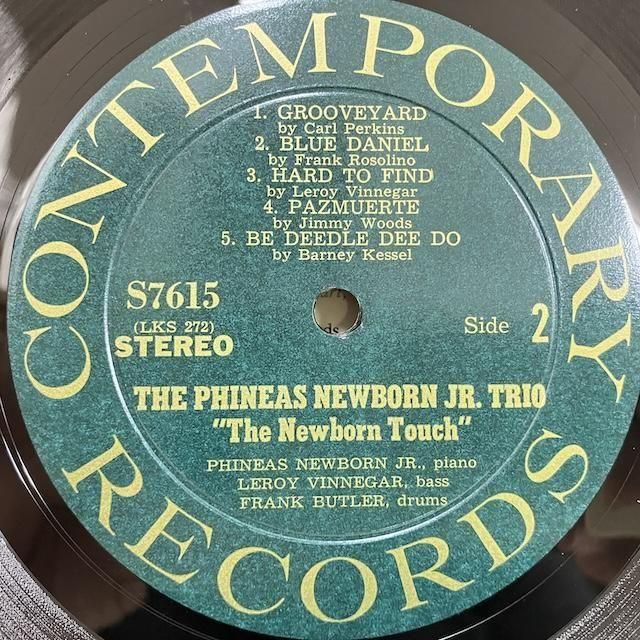 CONTEMPORARY
1. GROOVEYARD
by Carl Perkins
2. BLUE DANIEL
by Frank Rosolino
3. HARD TO FIND
by Leroy Vinnegar
4. PAZMUERTE
by Jimmy Woods
5. BE DEEDLE DEE DO
by Barney Kessel
S7615
(LKS 272)
STEREO
Side 2
THE PHINEAS NEWBORN JR. TRIO
"The Newborn Touch"
PHINEAS NEWBORN JR., piano
LEROY VINNEGAR, bass
FRANK BUTLER, drums
RECORDS